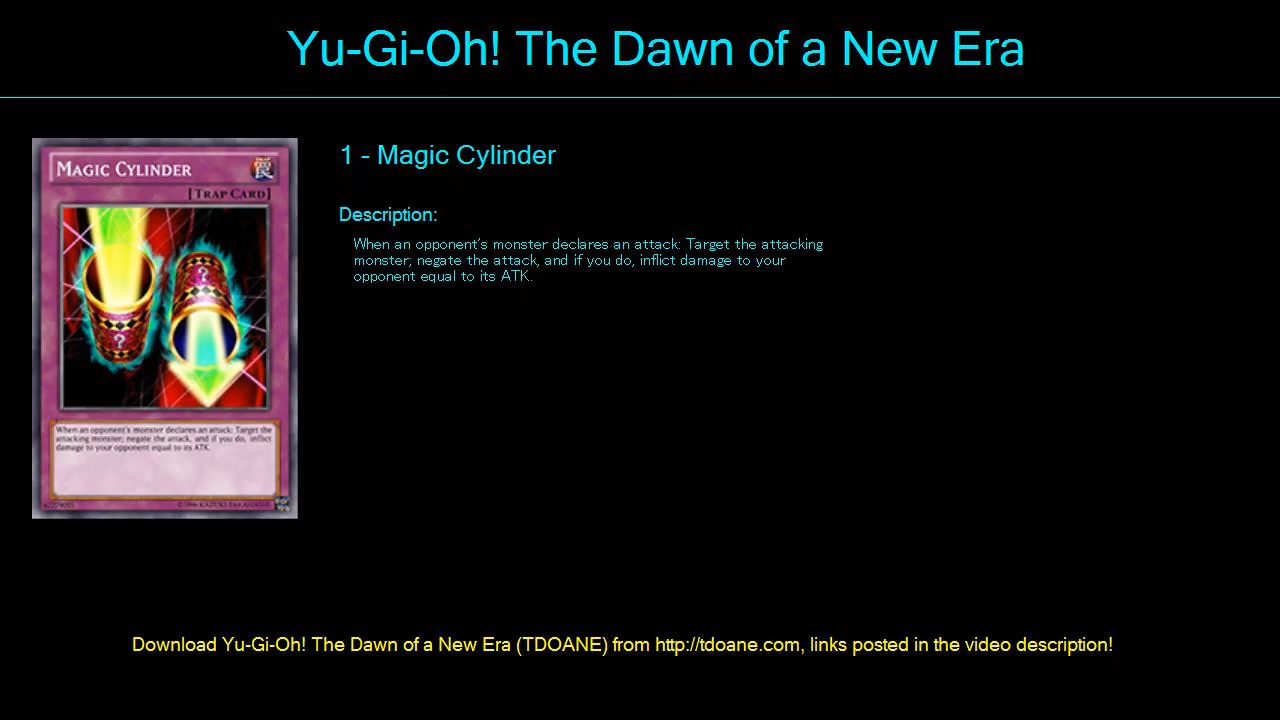 Yu-Gi-Oh! The Dawn of a New Era
MAGIC CYLINDER
罠
[TRAP CARD]
?
?
When an opponent's monster declares an attack: Target the
attacking monster; negate the attack, and if you do, inflict
damage to your opponent equal to its ATK.
©1996 KAZUKI TAKAHASHI
1 - Magic Cylinder
Description:
When an opponent's monster declares an attack: Target the attacking
monster; negate the attack, and if you do, inflict damage to your
opponent equal to its ATK.
Download Yu-Gi-Oh! The Dawn of a New Era (TDOANE) from http://tdoane.com, links posted in the video description!